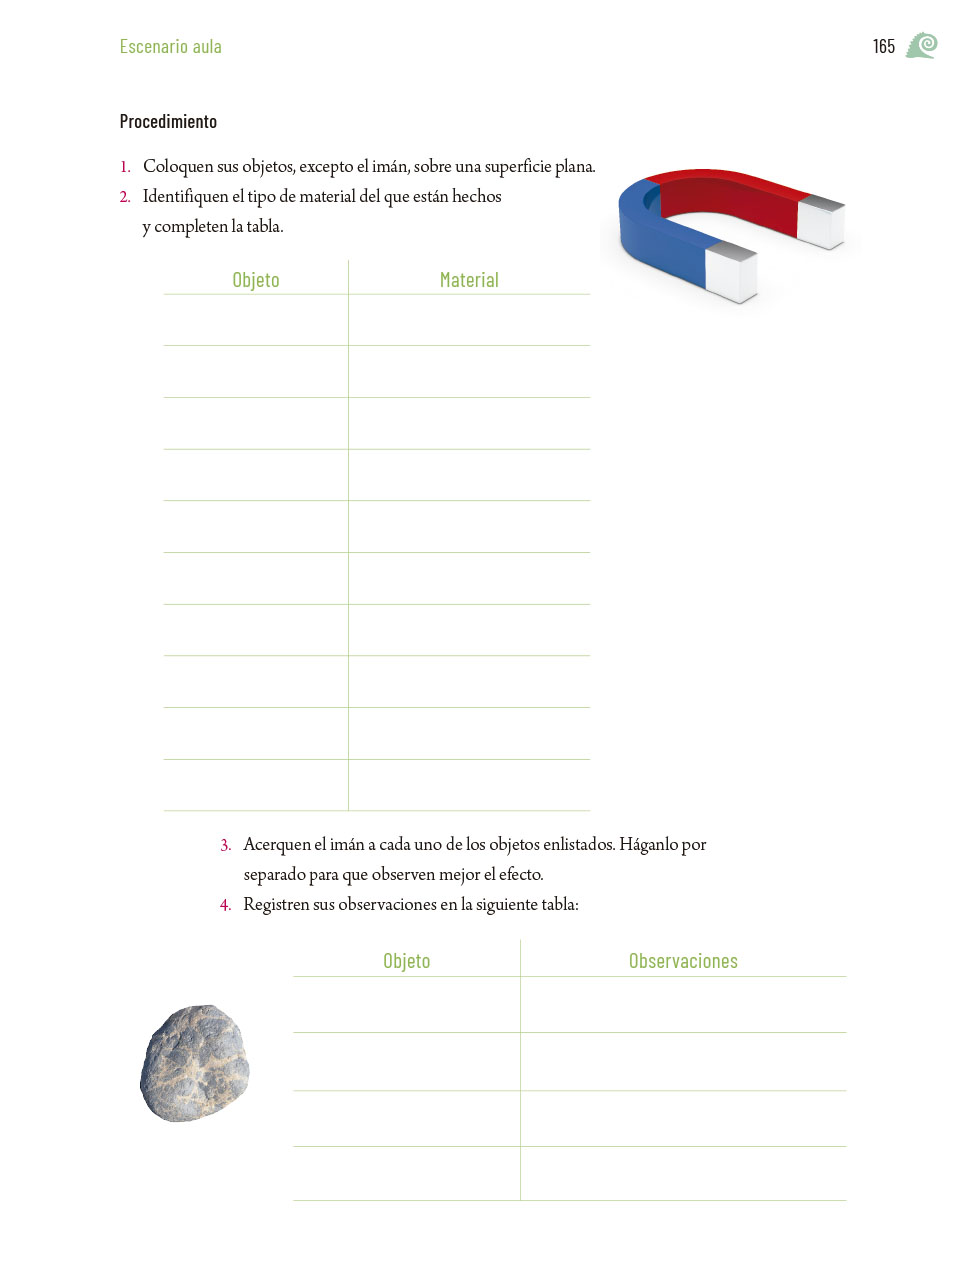 Escenario aula
165
Procedimiento
1. Coloquen sus objetos, excepto el imán, sobre una superficie plana.
2. Identifiquen el tipo de material del que están hechos
y completen la tabla.
Objeto Material
3. Acerquen el imán a cada uno de los objetos enlistados. Háganlo por
separado para que observen mejor el efecto.
4. Registren sus observaciones en la siguiente tabla:
Objeto Observaciones